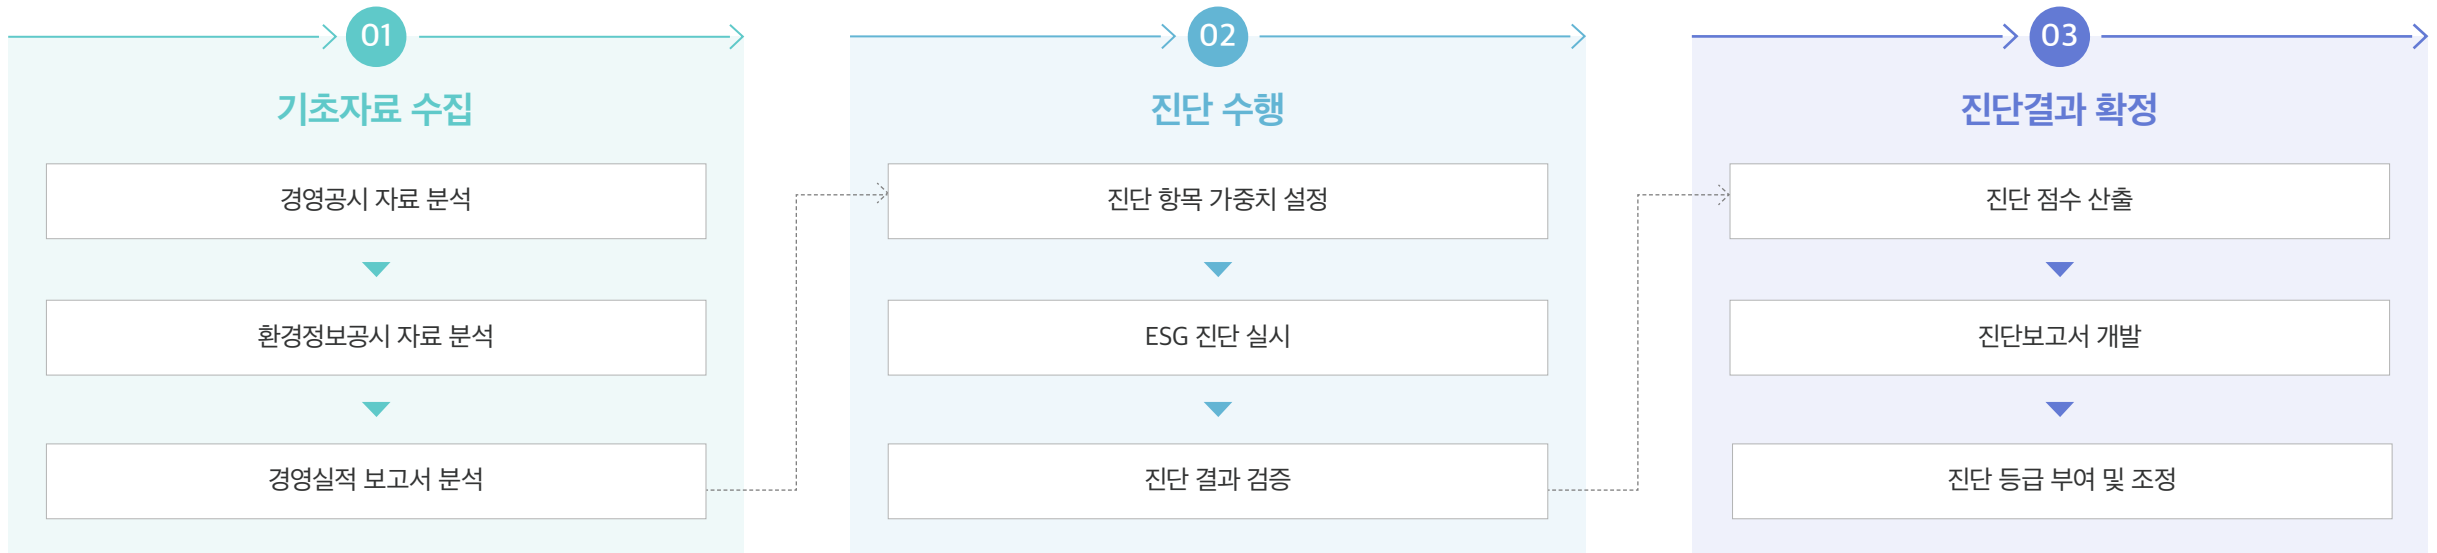 01
기초자료 수집
경영공시 자료 분석
환경정보공시 자료 분석
경영실적 보고서 분석
02
진단 수행
진단 항목 가중치 설정
ESG 진단 실시
진단 결과 검증
03
진단결과 확정
진단 점수 산출
진단보고서 개발
진단 등급 부여 및 조정